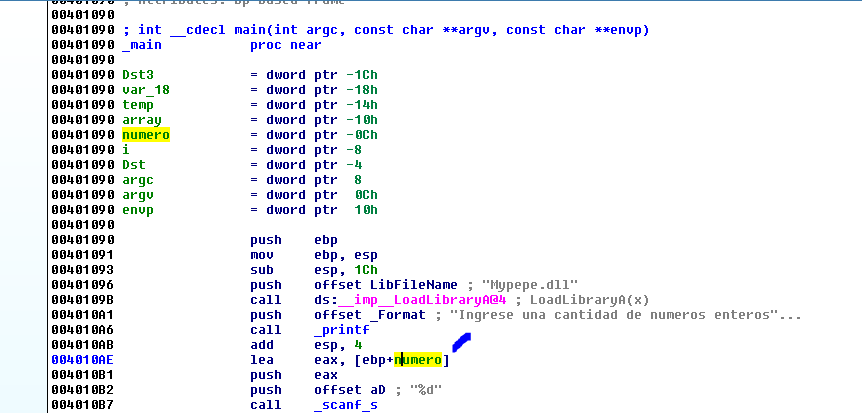 00401090 ; Attributes: bp-based frame
00401090
00401090 ; int __cdecl main(int argc, const char **argv, const char **envp)
00401090 _main proc near
00401090
00401090 Dst3 = dword ptr -1Ch
00401090 var_18 = dword ptr -18h
00401090 temp = dword ptr -14h
00401090 array = dword ptr -10h
00401090 numero = dword ptr -0Ch
00401090 i = dword ptr -8
00401090 Dst = dword ptr -4
00401090 argc = dword ptr 8
00401090 argv = dword ptr 0Ch
00401090 envp = dword ptr 10h
00401090
00401090 push ebp
00401091 mov ebp, esp
00401093 sub esp, 1Ch
00401096 push offset LibFileName ; "Mypepe.dll"
0040109B call ds:__imp__LoadLibraryA@4 ; LoadLibraryA(x)
004010A1 push offset _Format ; "Ingrese una cantidad de numeros enteros"...
004010A6 call _printf
004010AB add esp, 4
004010AE lea eax, [ebp+numero]
004010B1 push eax
004010B2 push offset aD ; "%d"
004010B7 call _scanf_s